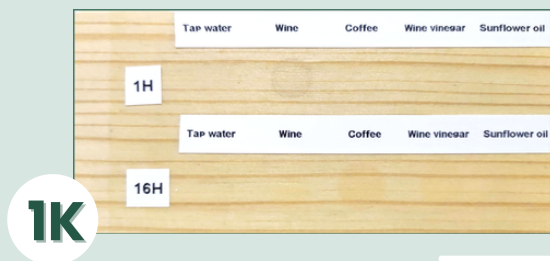 Tap water Wine Coffee Wine vinegar Sunflower oil
1H
Tap water Wine Coffee Wine vinegar Sunflower oil
16H
1K